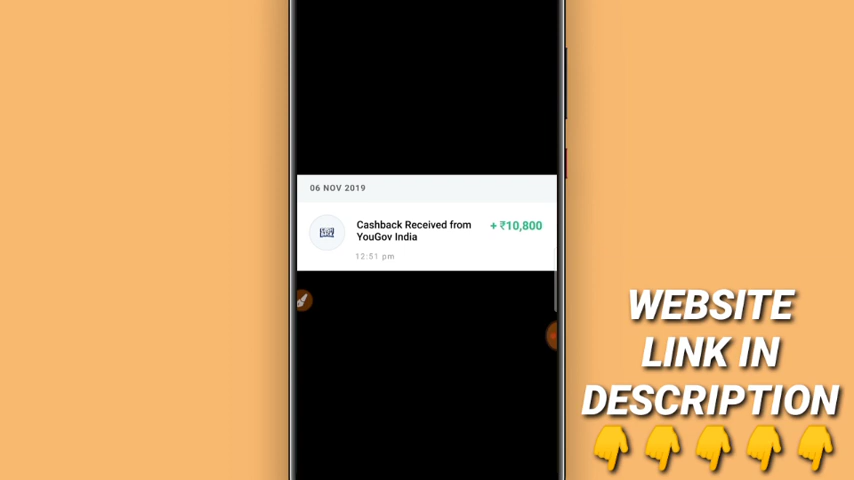 06 NOV 2019
Cashback Received from
YouGov India
+ ₹10,800
12:51 pm
WEBSITE
LINK IN
DESCRIPTION
👇👇👇👇👇